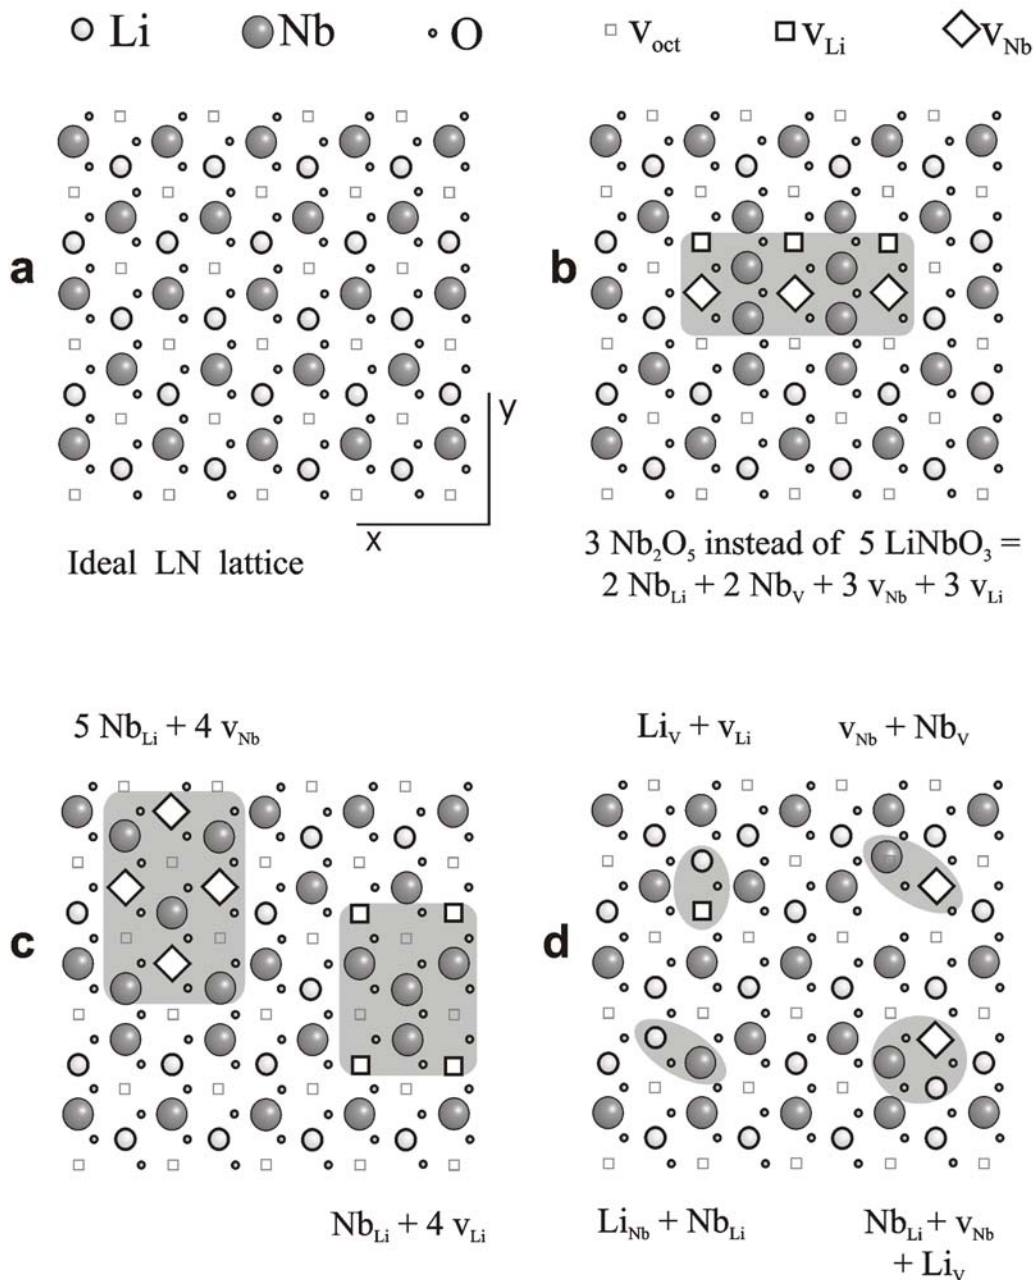 Li Nb O v_oct v_Li v_Nb
a
b
y
x
Ideal LN lattice
3 Nb₂O₅ instead of 5 LiNbO₃ =
2 Nb_Li + 2 Nb_V + 3 v_Nb + 3 v_Li
5 Nb_Li + 4 v_Nb
Li_V + v_Li
v_Nb + Nb_V
c
d
Nb_Li + 4 v_Li
Li_Nb + Nb_Li
Nb_Li + v_Nb
+ Li_V